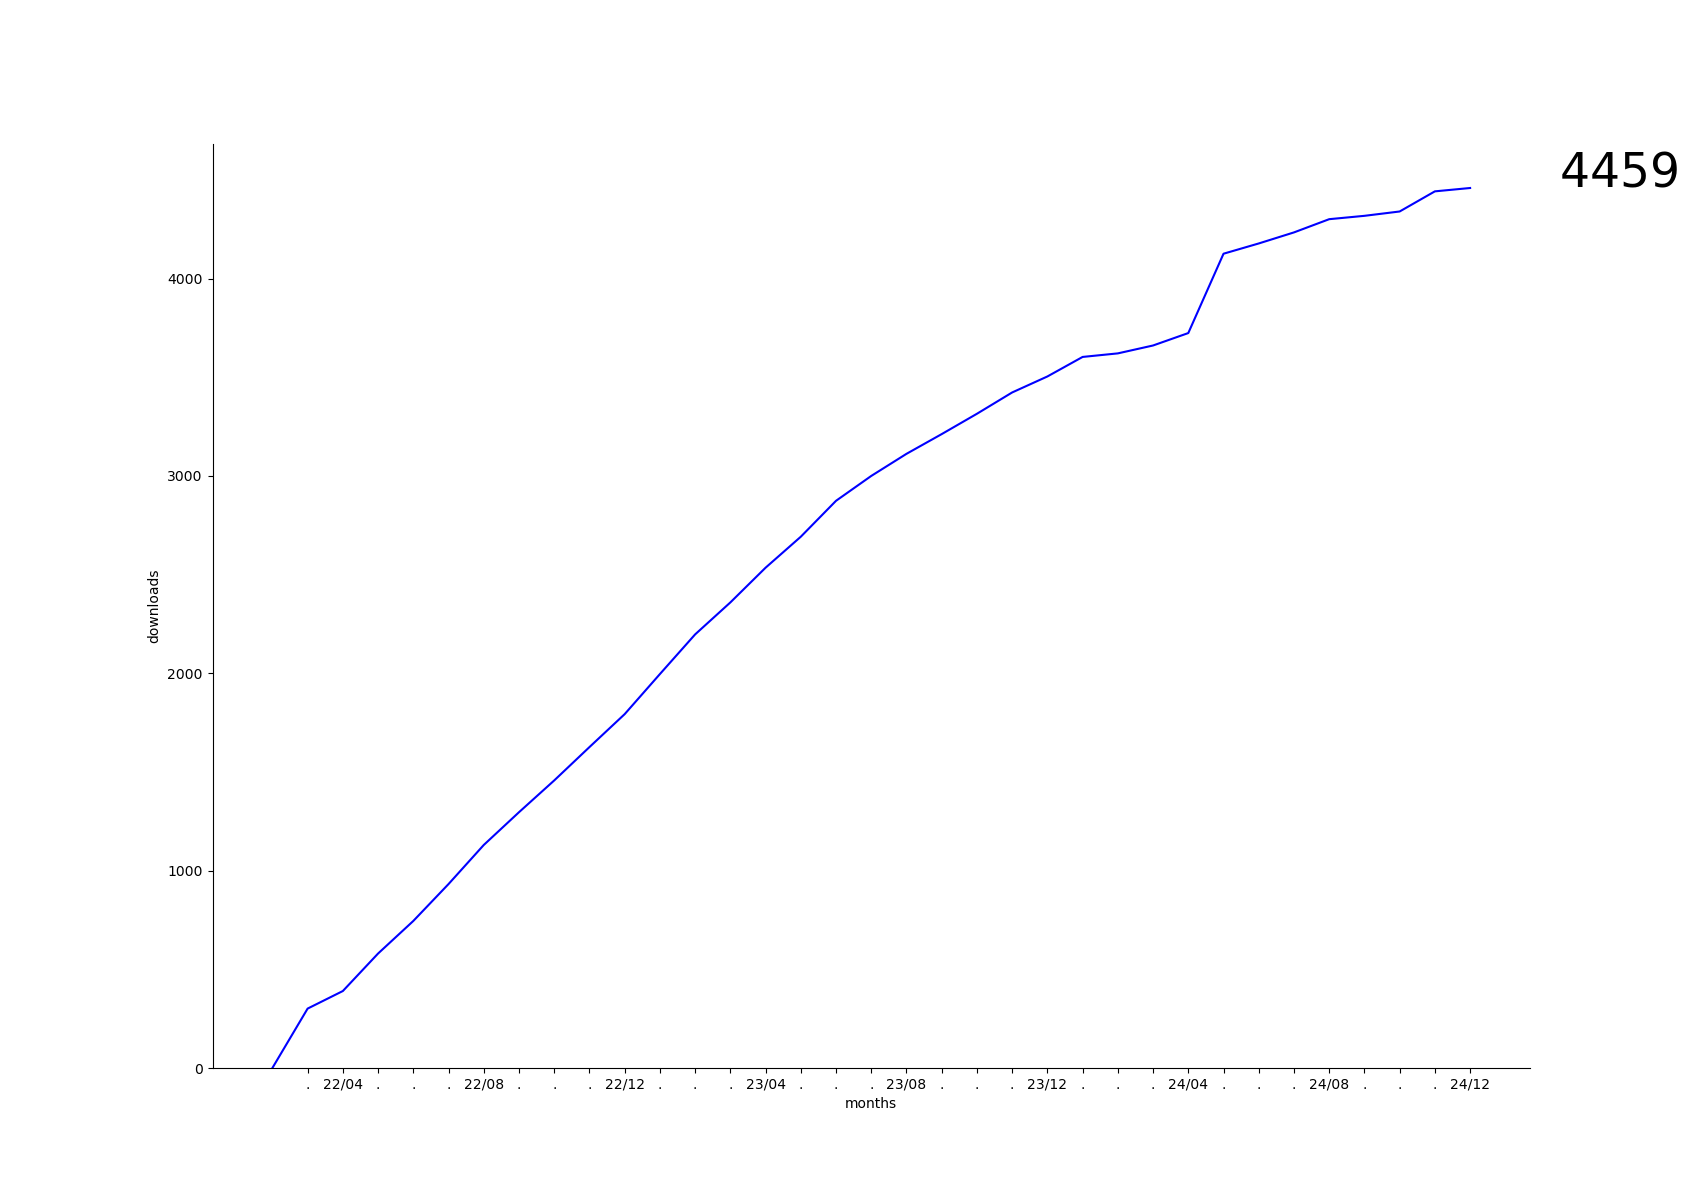 4459
4000
3000
downloads
2000
1000
0
. 22/04 . . . 22/08 . . . 22/12 . . . 23/04 . . . 23/08 . . . 23/12 . . . 24/04 . . . 24/08 . . . 24/12
months